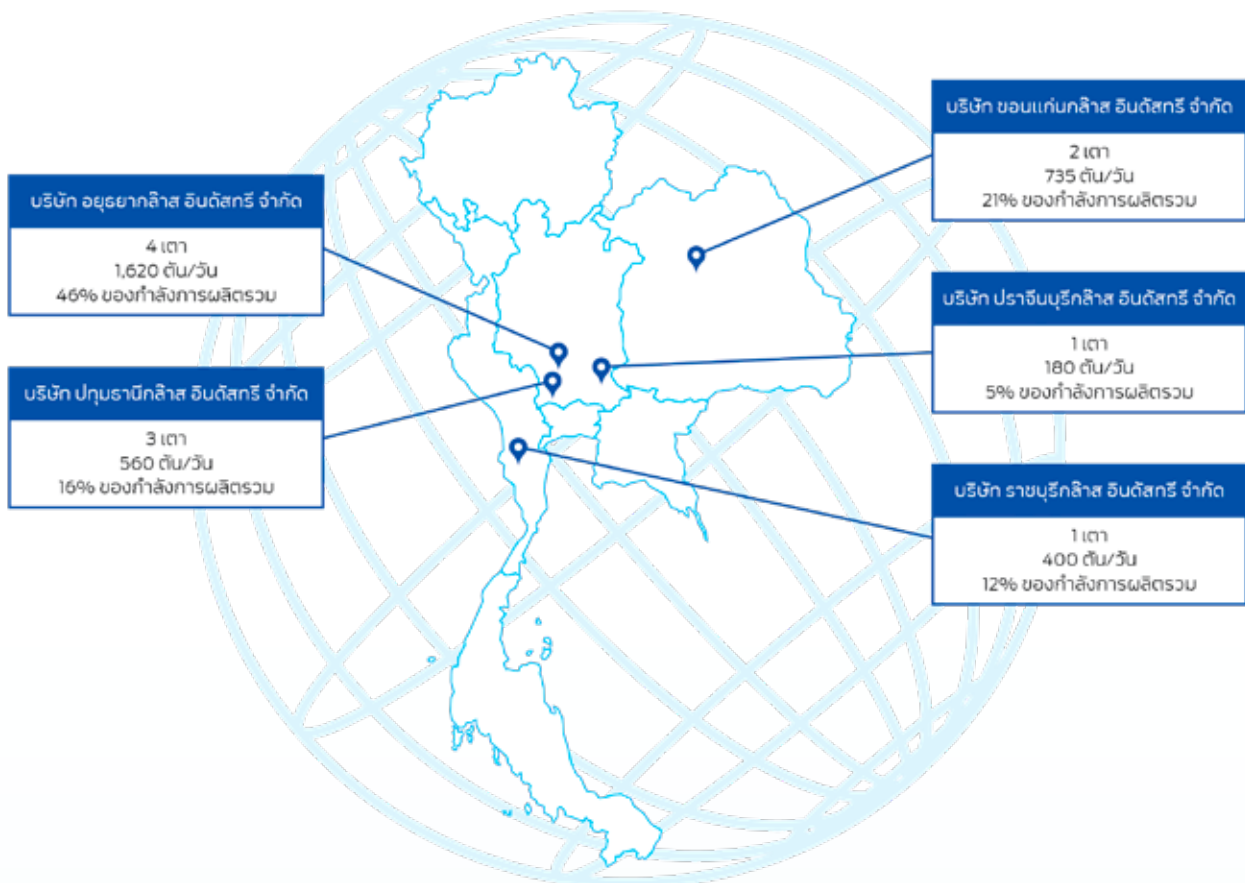 บริษัท ขอนแก่นกล๊าส อินดัสทรี จำกัด
2 เตา
735 ตัน/วัน
21% ของกำลังการผลิตรวม
บริษัท อยุธยากล๊าส อินดัสทรี จำกัด
4 เตา
1,620 ตัน/วัน
46% ของกำลังการผลิตรวม
บริษัท ปราจีนบุรีกล๊าส อินดัสทรี จำกัด
1 เตา
180 ตัน/วัน
5% ของกำลังการผลิตรวม
บริษัท ปทุมธานีกล๊าส อินดัสทรี จำกัด
3 เตา
560 ตัน/วัน
16% ของกำลังการผลิตรวม
บริษัท ราชบุรีกล๊าส อินดัสทรี จำกัด
1 เตา
400 ตัน/วัน
12% ของกำลังการผลิตรวม